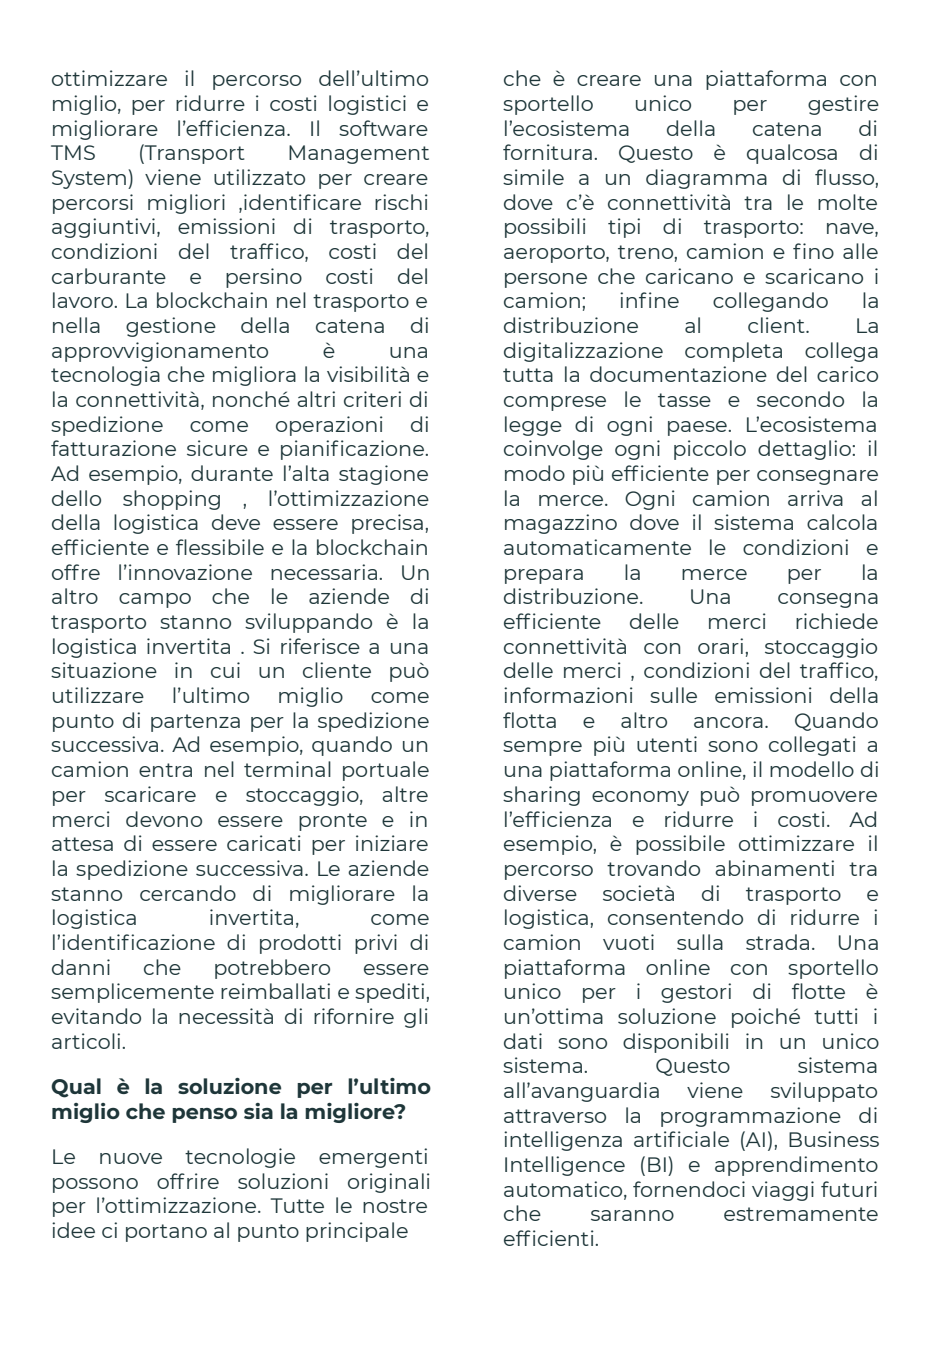 ottimizzare il percorso dell’ultimo
miglio, per ridurre i costi logistici e
migliorare l’efficienza. Il software
TMS (Transport Management
System) viene utilizzato per creare
percorsi migliori ,identificare rischi
aggiuntivi, emissioni di trasporto,
condizioni del traffico, costi del
carburante e persino costi del
lavoro. La blockchain nel trasporto e
nella gestione della catena di
approvvigionamento è una
tecnologia che migliora la visibilità e
la connettività, nonché altri criteri di
spedizione come operazioni di
fatturazione sicure e pianificazione.
Ad esempio, durante l’alta stagione
dello shopping , l’ottimizzazione
della logistica deve essere precisa,
efficiente e flessibile e la blockchain
offre l’innovazione necessaria. Un
altro campo che le aziende di
trasporto stanno sviluppando è la
logistica invertita . Si riferisce a una
situazione in cui un cliente può
utilizzare l’ultimo miglio come
punto di partenza per la spedizione
successiva. Ad esempio, quando un
camion entra nel terminal portuale
per scaricare e stoccaggio, altre
merci devono essere pronte e in
attesa di essere caricati per iniziare
la spedizione successiva. Le aziende
stanno cercando di migliorare la
logistica invertita, come
l’identificazione di prodotti privi di
danni che potrebbero essere
semplicemente reimballati e spediti,
evitando la necessità di rifornire gli
articoli.
Qual è la soluzione per l’ultimo
miglio che penso sia la migliore?
Le nuove tecnologie emergenti
possono offrire soluzioni originali
per l’ottimizzazione. Tutte le nostre
idee ci portano al punto principale
che è creare una piattaforma con
sportello unico per gestire
l’ecosistema della catena di
fornitura. Questo è qualcosa di
simile a un diagramma di flusso,
dove c’è connettività tra le molte
possibili tipi di trasporto: nave,
aeroporto, treno, camion e fino alle
persone che caricano e scaricano i
camion; infine collegando la
distribuzione al client. La
digitalizzazione completa collega
tutta la documentazione del carico
comprese le tasse e secondo la
legge di ogni paese. L’ecosistema
coinvolge ogni piccolo dettaglio: il
modo più efficiente per consegnare
la merce. Ogni camion arriva al
magazzino dove il sistema calcola
automaticamente le condizioni e
prepara la merce per la
distribuzione. Una consegna
efficiente delle merci richiede
connettività con orari, stoccaggio
delle merci , condizioni del traffico,
informazioni sulle emissioni della
flotta e altro ancora. Quando
sempre più utenti sono collegati a
una piattaforma online, il modello di
sharing economy può promuovere
l’efficienza e ridurre i costi. Ad
esempio, è possibile ottimizzare il
percorso trovando abinamenti tra
diverse società di trasporto e
logistica, consentendo di ridurre i
camion vuoti sulla strada. Una
piattaforma online con sportello
unico per i gestori di flotte è
un’ottima soluzione poiché tutti i
dati sono disponibili in un unico
sistema. Questo sistema
all’avanguardia viene sviluppato
attraverso la programmazione di
intelligenza artificiale (AI), Business
Intelligence (BI) e apprendimento
automatico, fornendoci viaggi futuri
che saranno estremamente
efficienti.